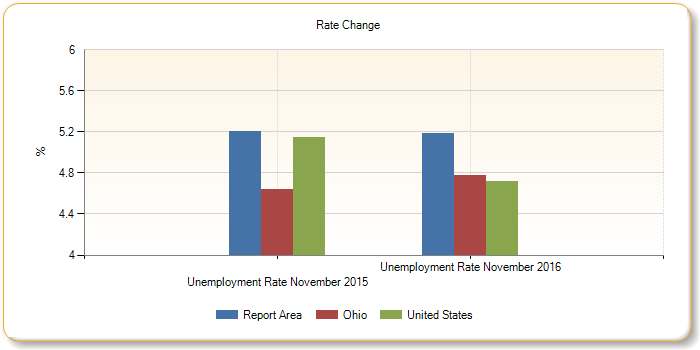 Rate Change
6
5.6
5.2
4.8
4.4
4
%
Unemployment Rate November 2015
Unemployment Rate November 2016
Report Area
Ohio
United States